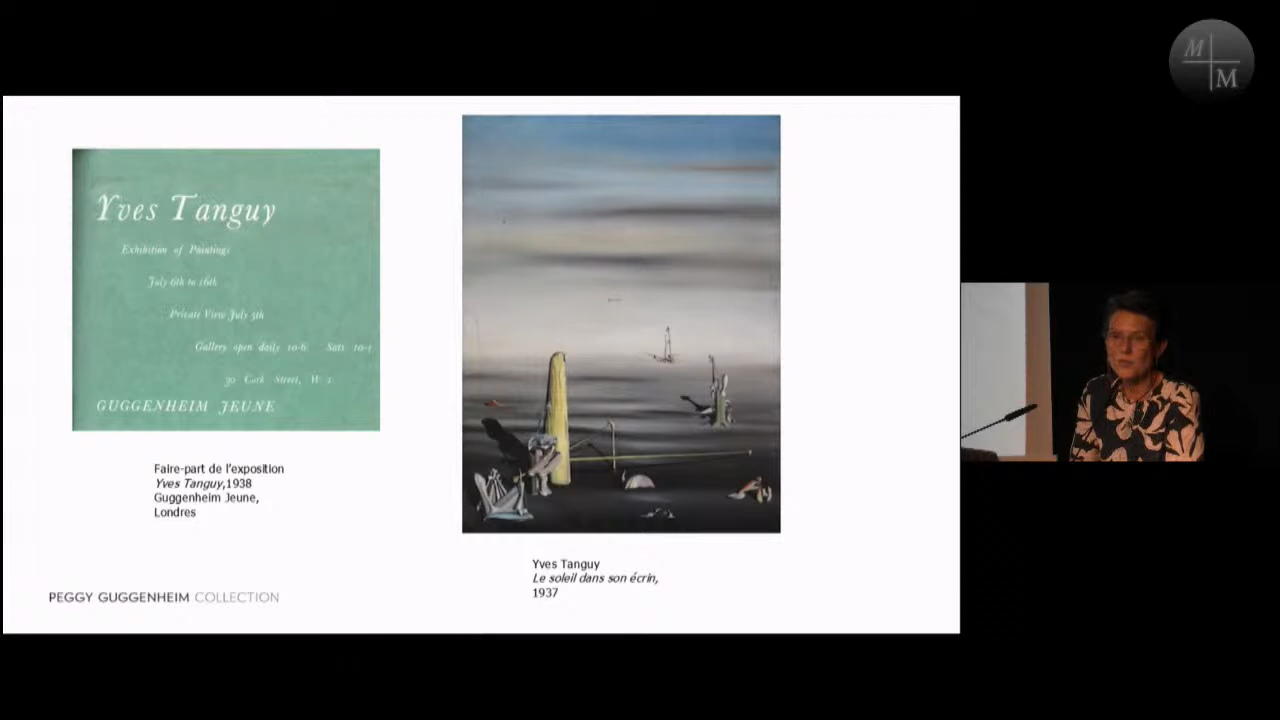 M
M
Yves Tanguy
Exhibition of Paintings
July 6th to 16th
Private View July 5th
Gallery open daily 10-6 Sats 10-1
30 Cork Street, W 1
GUGGENHEIM JEUNE
Faire-part de l'exposition
Yves Tanguy,1938
Guggenheim Jeune,
Londres
Yves Tanguy
Le soleil dans son écrin,
1937
PEGGY GUGGENHEIM COLLECTION